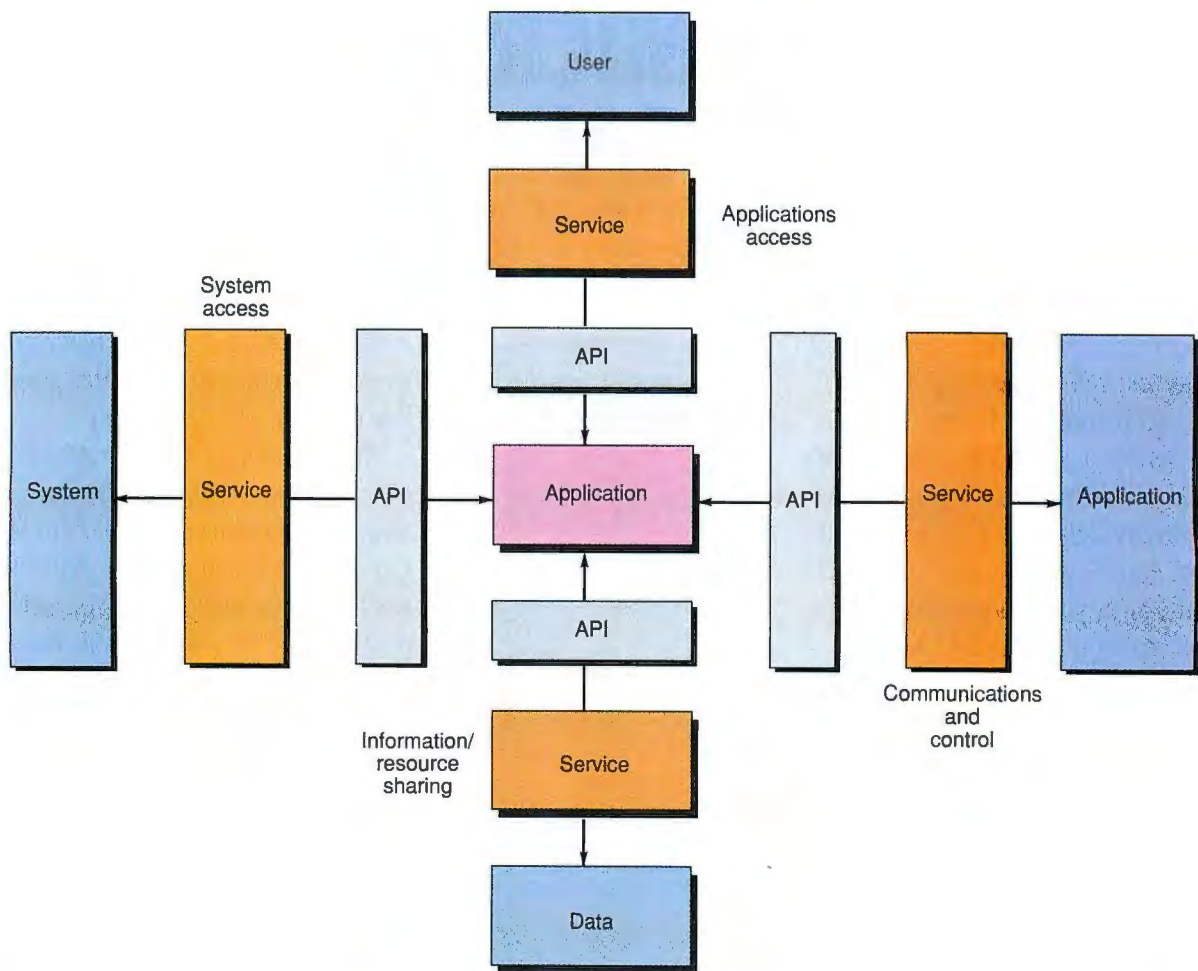 User
Service
Applications
access
System
access
API
System
Service
API
Application
API
Service
Application
API
Communications
and
control
Information/
resource
sharing
Service
Data